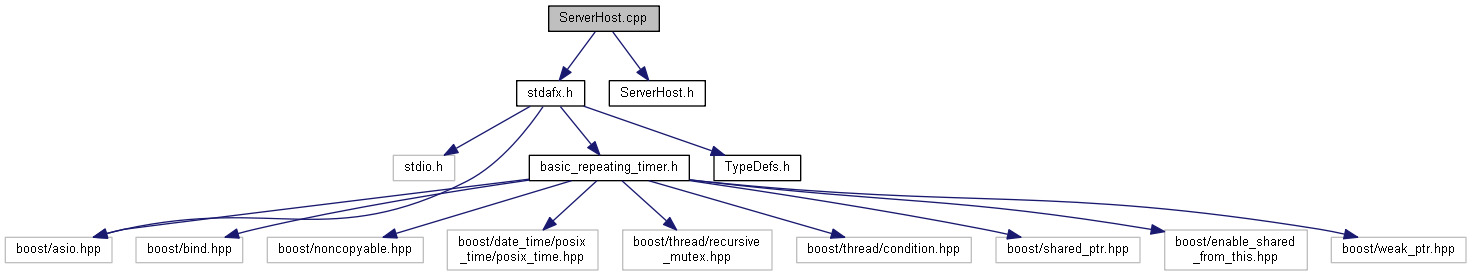 ServerHost.cpp
stdafx.h
ServerHost.h
stdio.h
basic_repeating_timer.h
TypeDefs.h
boost/asio.hpp
boost/bind.hpp
boost/noncopyable.hpp
boost/date_time/posix
_time/posix_time.hpp
boost/thread/recursive
_mutex.hpp
boost/thread/condition.hpp
boost/shared_ptr.hpp
boost/enable_shared
_from_this.hpp
boost/weak_ptr.hpp